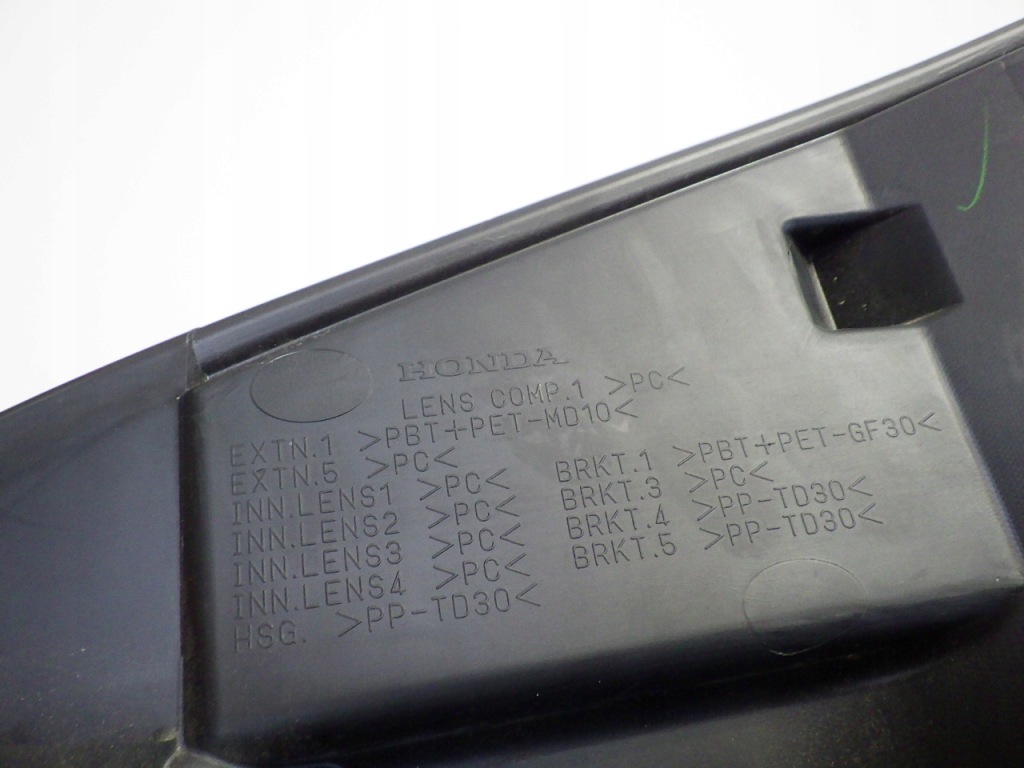 HONDA
LENS COMP.1 >PC<
EXTN.1 >PBT+PET-MD10<
EXTN.5 >PC<
INN.LENS1 >PC<
INN.LENS2 >PC<
INN.LENS3 >PC<
INN.LENS4 >PC<
HSG. >PP-TD30<
BRKT.1 >PBT+PET-GF30<
BRKT.3 >PC<
BRKT.4 >PP-TD30<
BRKT.5 >PP-TD30<